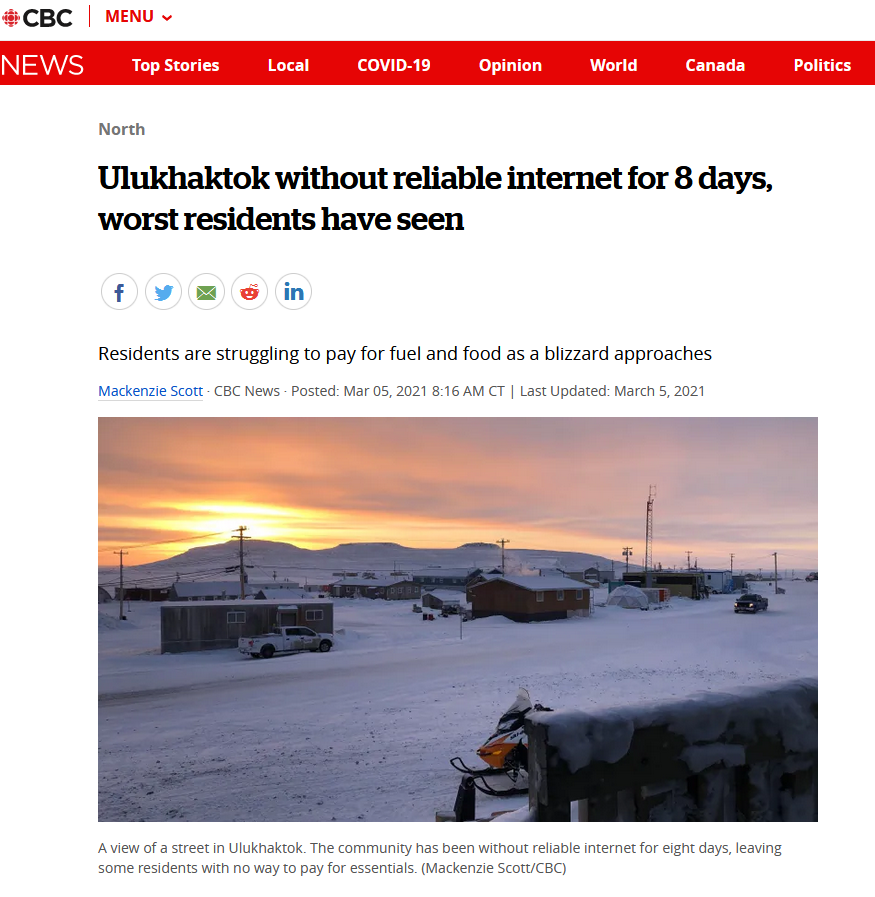 CBC MENU
NEWS Top Stories Local COVID-19 Opinion World Canada Politics
North
Ulukhaktok without reliable internet for 8 days,
worst residents have seen
Residents are struggling to pay for fuel and food as a blizzard approaches
Mackenzie Scott · CBC News · Posted: Mar 05, 2021 8:16 AM CT | Last Updated: March 5, 2021
A view of a street in Ulukhaktok. The community has been without reliable internet for eight days, leaving
some residents with no way to pay for essentials. (Mackenzie Scott/CBC)